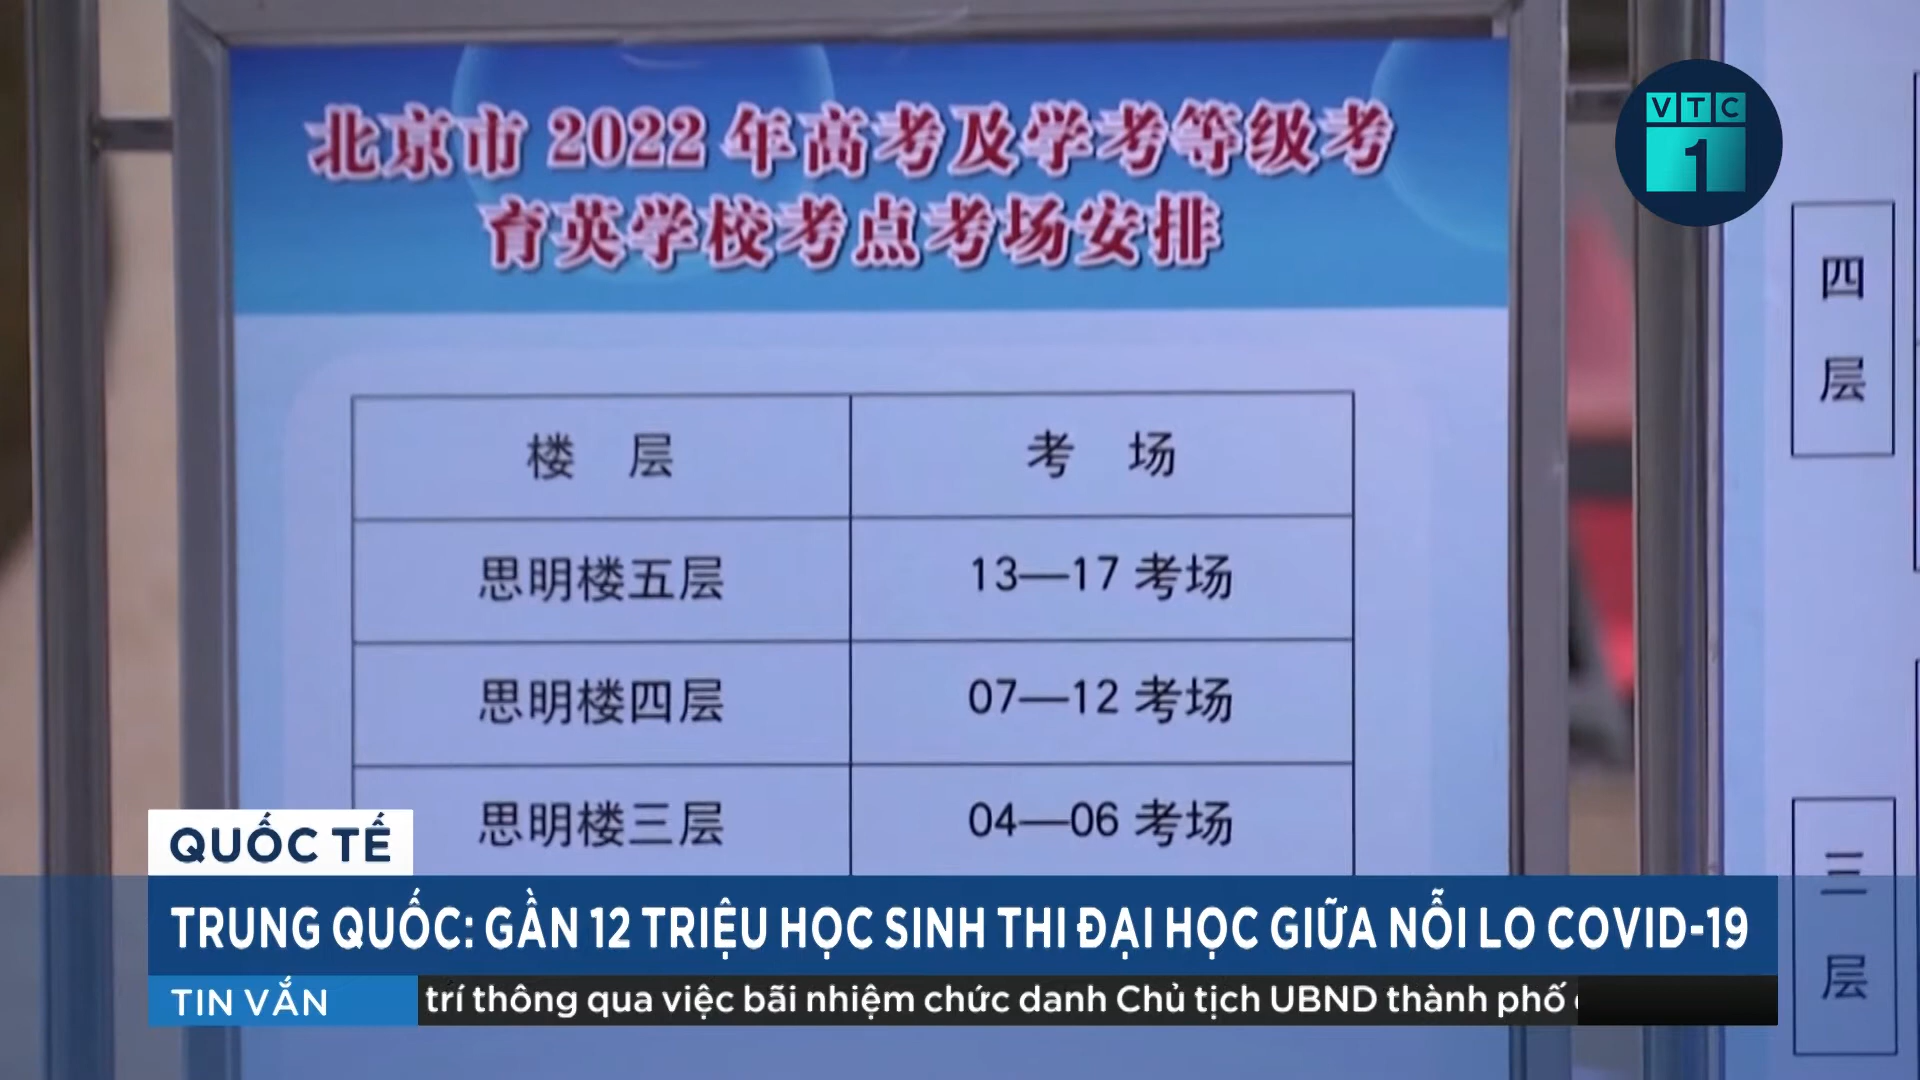 北京市 2022 年高考及学考等级考
育英学校考点考场安排
VTC
1
楼 层 考 场
思明楼五层 13—17 考场
思明楼四层 07—12 考场
思明楼三层 04—06 考场
四层
三层
QUỐC TẾ
TRUNG QUỐC: GẦN 12 TRIỆU HỌC SINH THI ĐẠI HỌC GIỮA NỖI LO COVID-19
TIN VẮN
trí thông qua việc bãi nhiệm chức danh Chủ tịch UBND thành phố